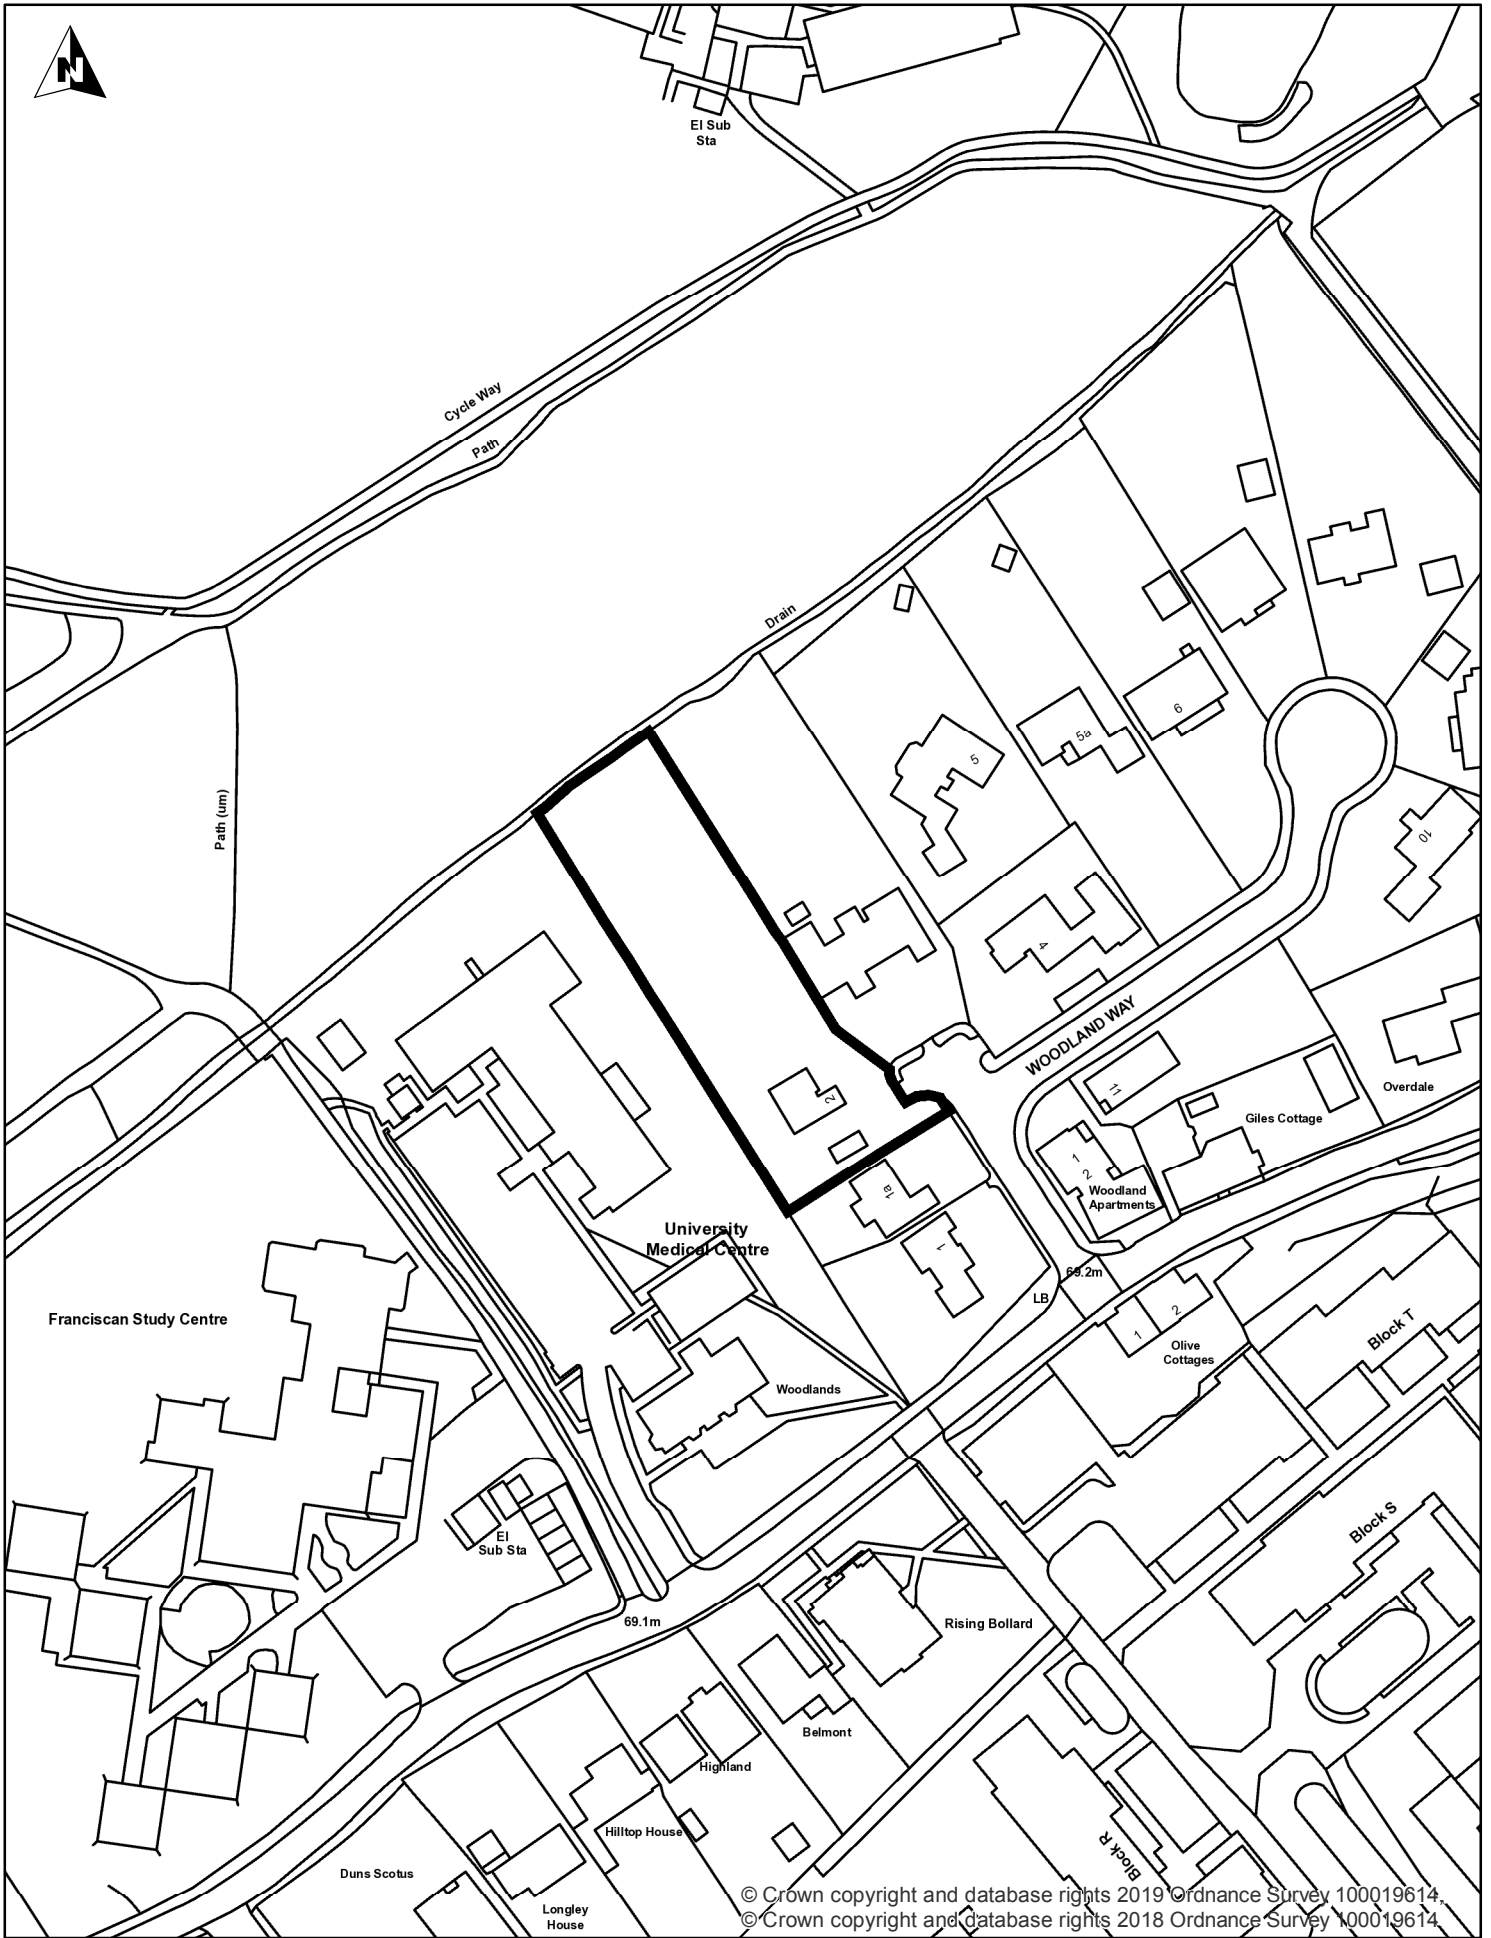 N
El Sub
Sta
Cycle Way
Path
Drain
Path (um)
5
5a
6
10
4
WOODLAND WAY
2
11
Overdale
Giles Cottage
1
2
Woodland
Apartments
1a
1
University
Medical Centre
69.2m
LB
Franciscan Study Centre
1
2
Olive
Cottages
Block T
Woodlands
El
Sub Sta
Block S
69.1m
Rising Bollard
Belmont
Highland
Hilltop House
Block R
Duns Scotus
Longley
House
© Crown copyright and database rights 2019 Ordnance Survey 100019614,
© Crown copyright and database rights 2018 Ordnance Survey 100019614